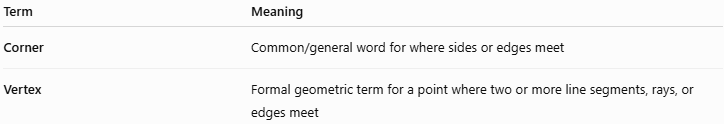 Term Meaning
Corner Common/general word for where sides or edges meet
Vertex Formal geometric term for a point where two or more line segments, rays, or
edges meet